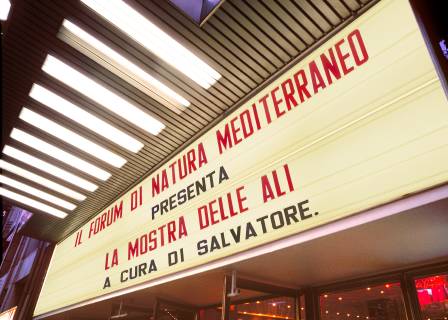 IL FORUM DI NATURA MEDITERRANEO
PRESENTA
LA MOSTRA DELLE ALI
A CURA DI SALVATORE.